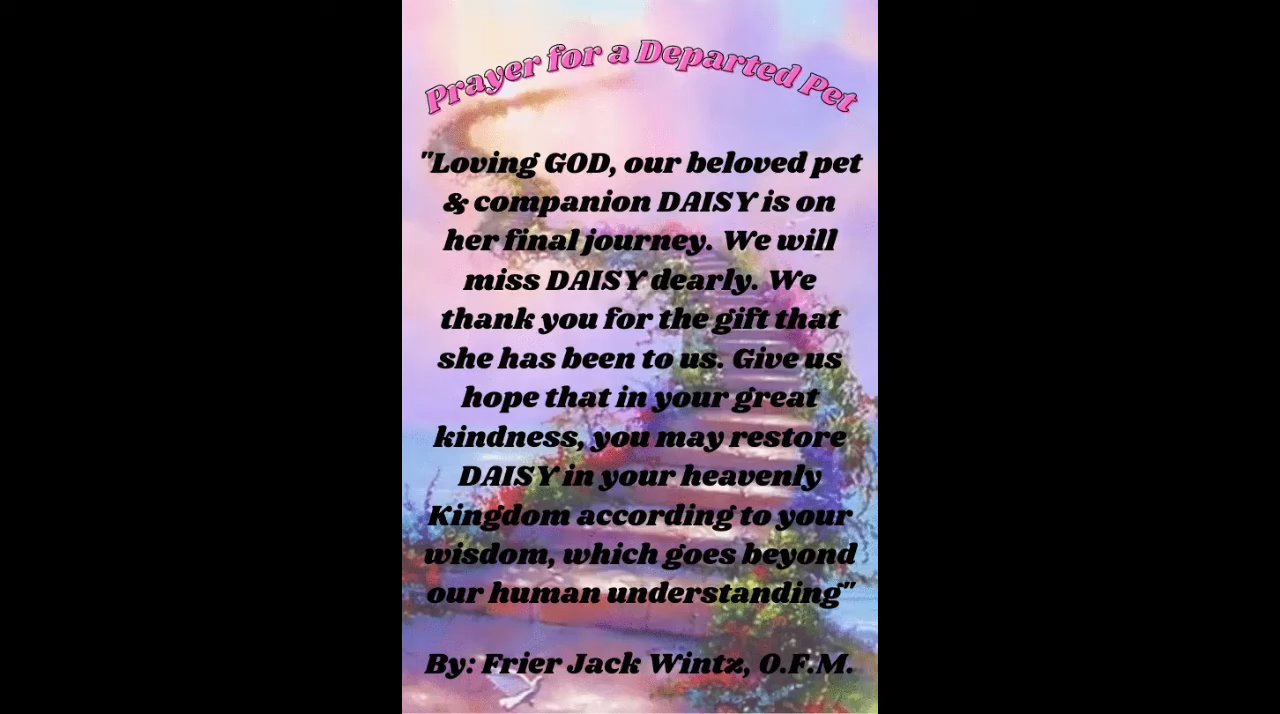 Prayer for a Departed Pet
"Loving GOD, our beloved pet
& companion DAISY is on
her final journey. We will
miss DAISY dearly. We
thank you for the gift that
she has been to us. Give us
hope that in your great
kindness, you may restore
DAISY in your heavenly
Kingdom according to your
wisdom, which goes beyond
our human understanding"
By: Frier Jack Wintz, O.F.M.